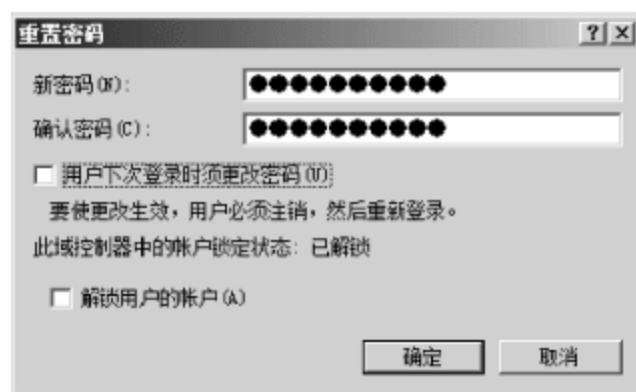 重置密码
新密码(N):
●●●●●●●●●●
确认密码(C):
●●●●●●●●●●
用户下次登录时须更改密码(U)
要使更改生效，用户必须注销，然后重新登录。
此域控制器中的帐户锁定状态: 已解锁
解锁用户的帐户(A)
确定
取消